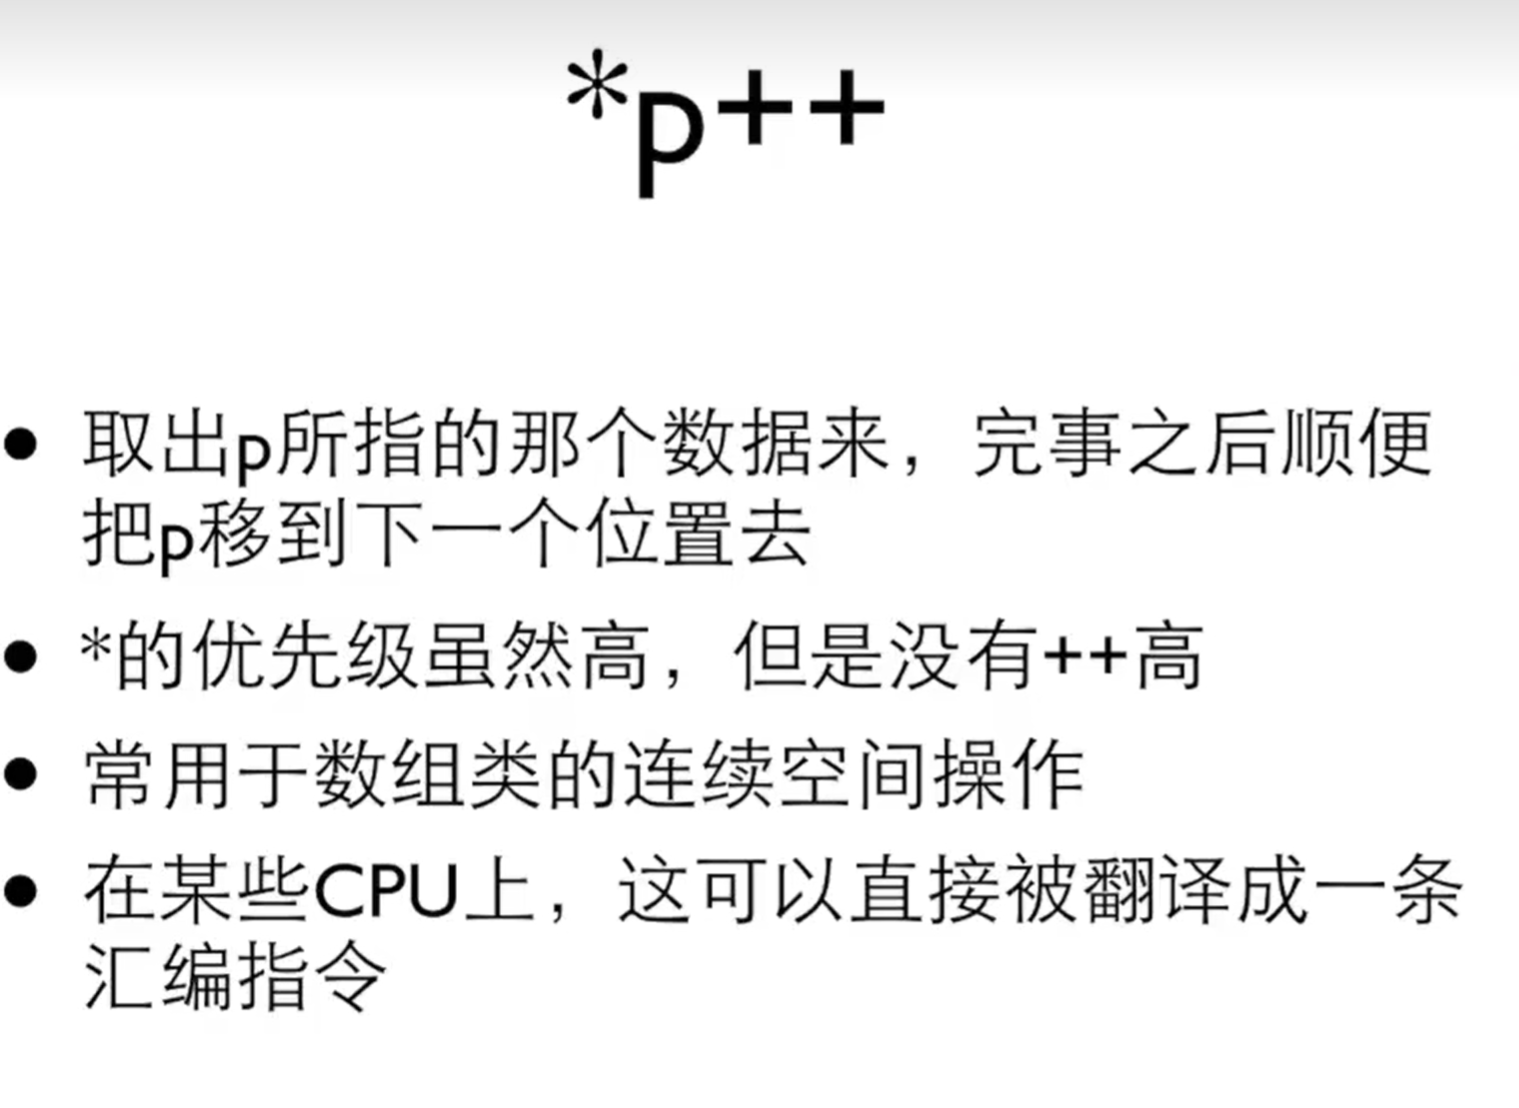 *p++
● 取出p所指的那个数据来，完事之后顺便
把p移到下一个位置去
● *的优先级虽然高，但是没有++高
● 常用于数组类的连续空间操作
● 在某些CPU上，这可以直接被翻译成一条
汇编指令